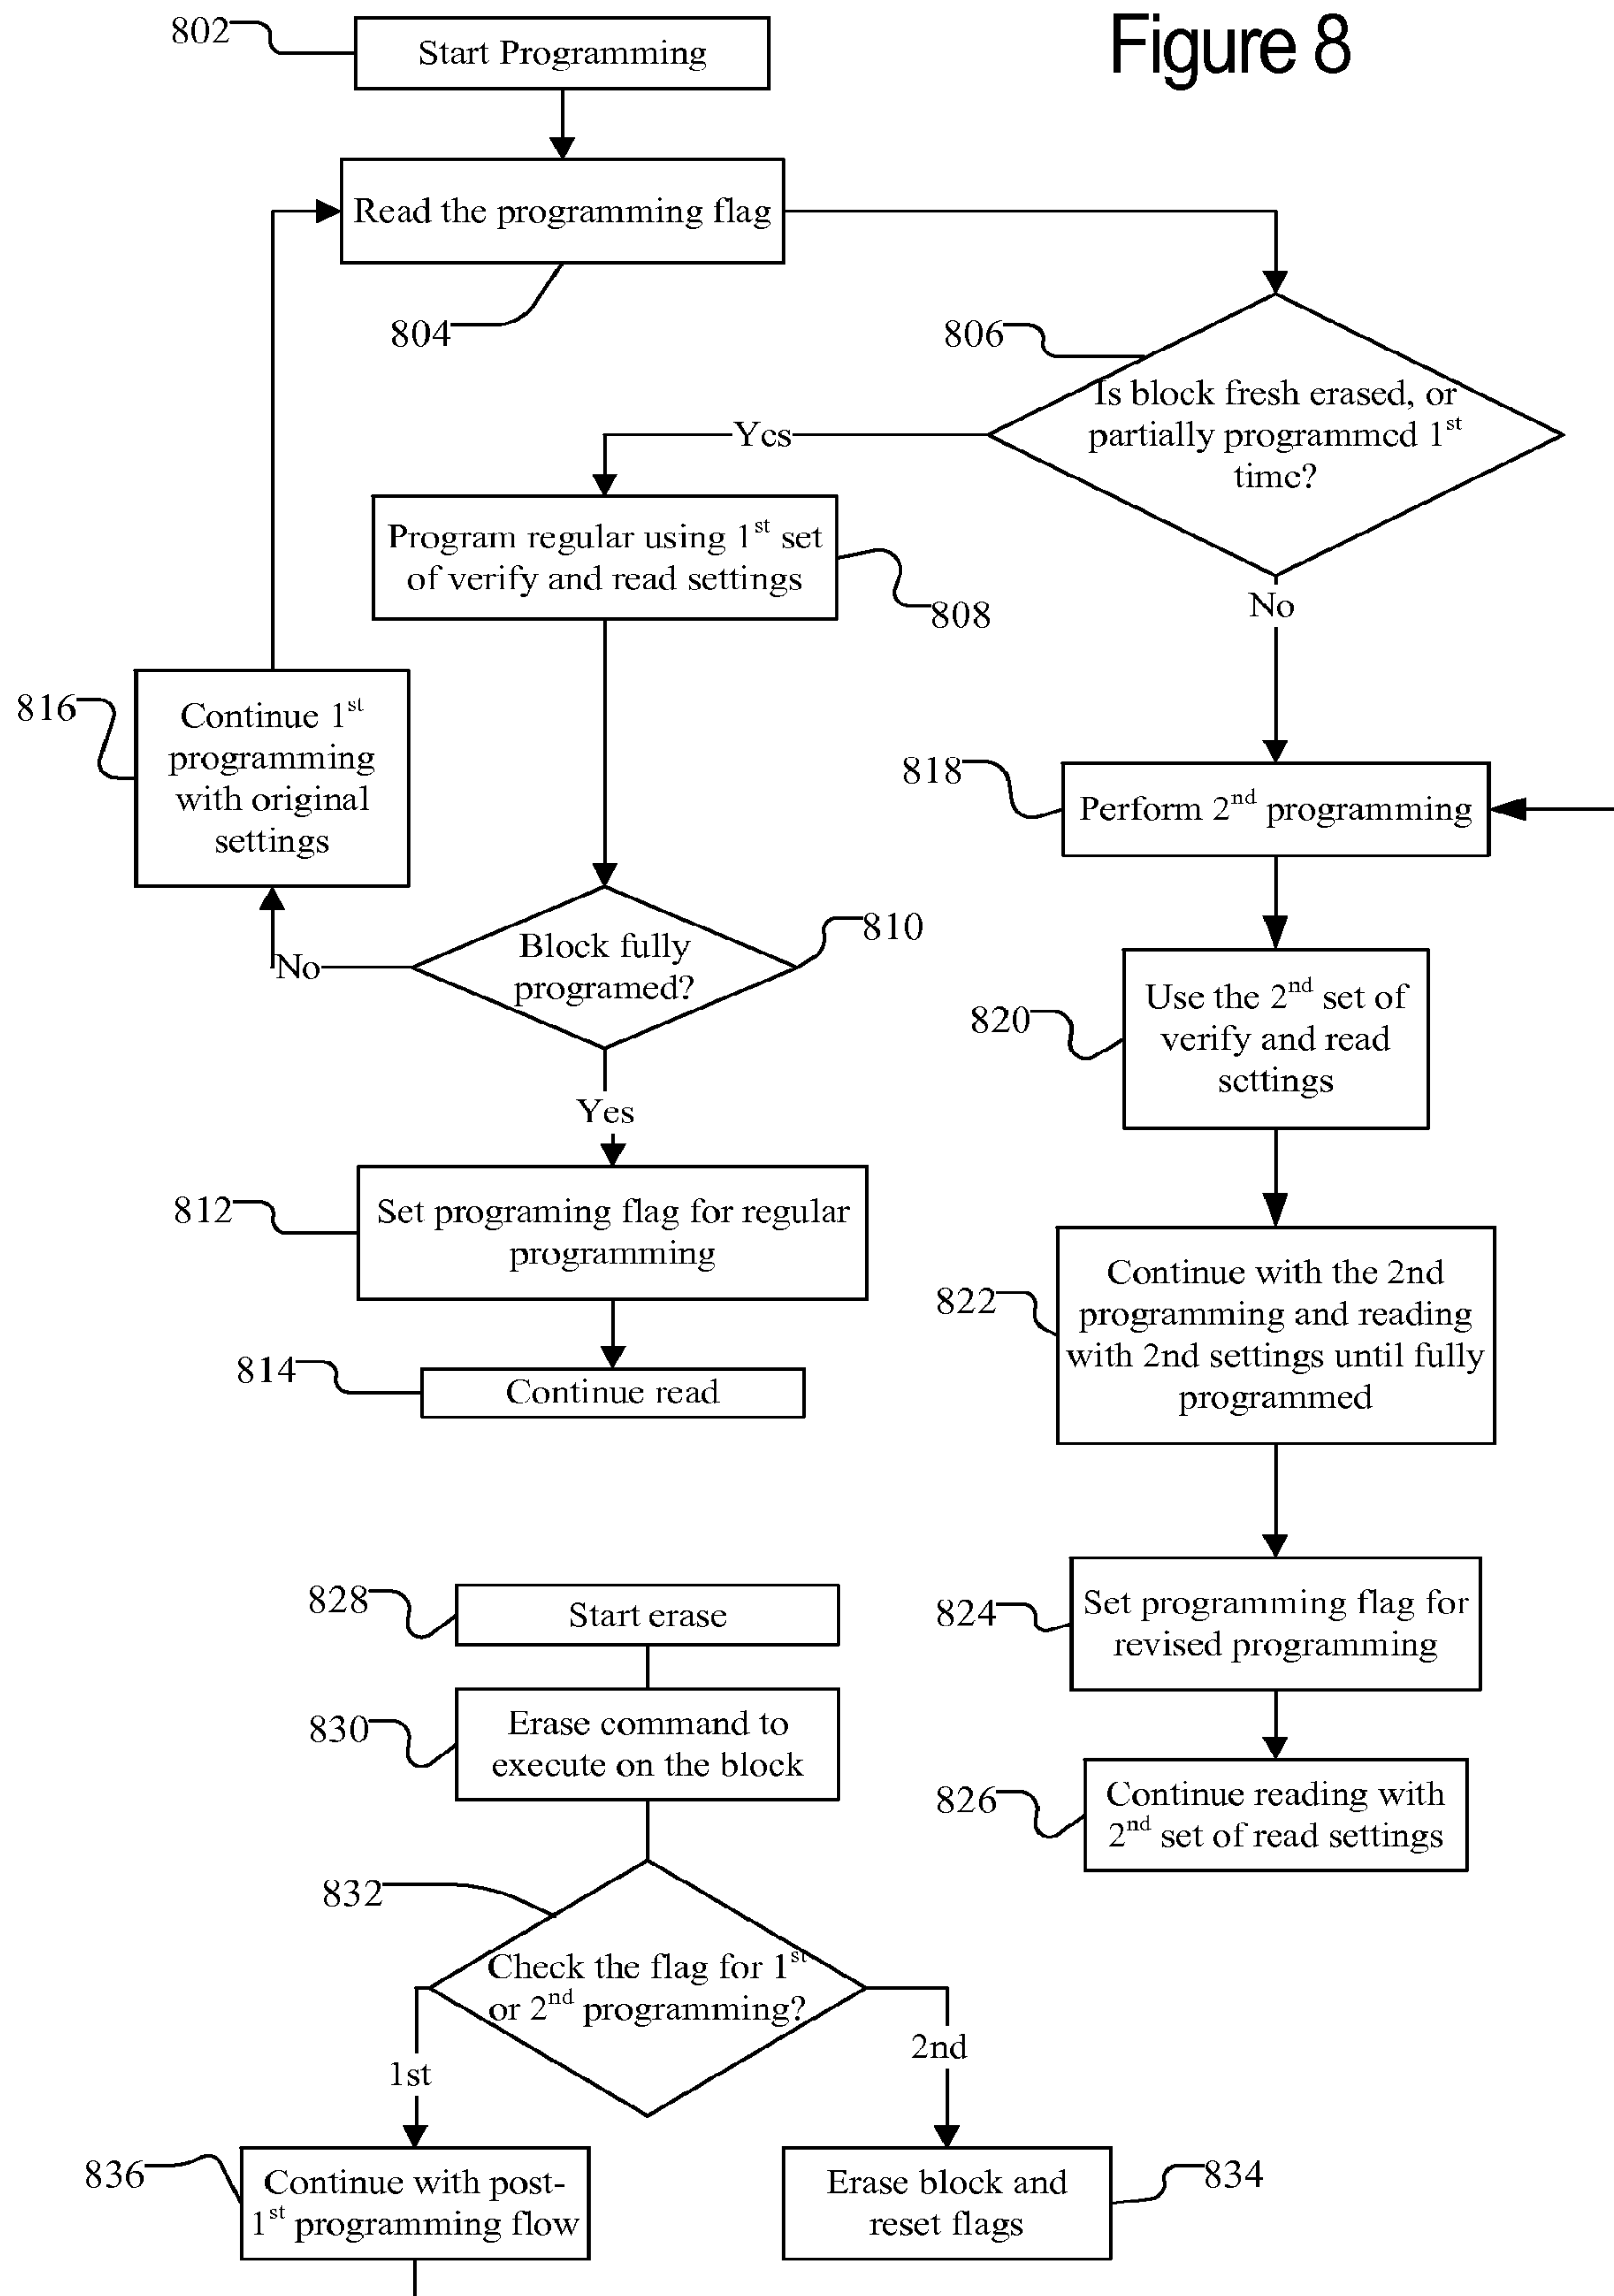 Figure 8
802
Start Programming
Read the programming flag
804
806
Is block fresh erased, or
partially programmed 1st
time?
Yes
No
Program regular using 1st set
of verify and read settings
808
816
Continue 1st
programming
with original
settings
818
Perform 2nd programming
810
Block fully
programed?
No
Yes
820
Use the 2nd set of
verify and read
settings
812
Set programing flag for regular
programming
814
Continue read
822
Continue with the 2nd
programming and reading
with 2nd settings until fully
programmed
824
Set programming flag for
revised programming
826
Continue reading with
2nd set of read settings
828
Start erase
830
Erase command to
execute on the block
832
Check the flag for 1st
or 2nd programming?
1st
2nd
836
Continue with post-
1st programming flow
Erase block and
reset flags
834